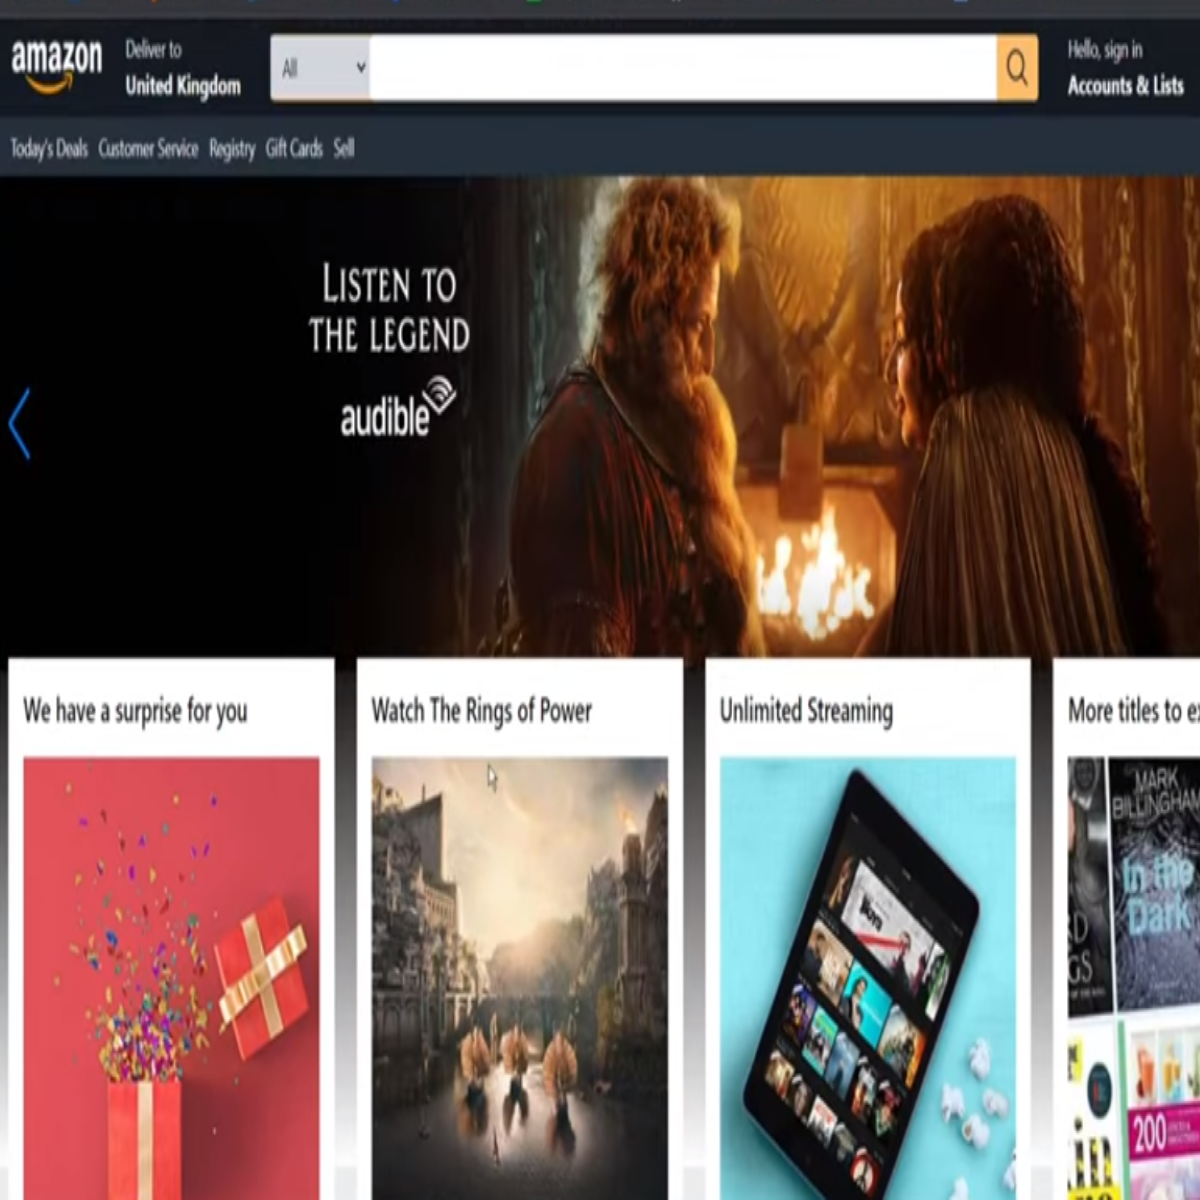 amazon
Deliver to
United Kingdom
All
Hello, sign in
Accounts & Lists
Today's Deals Customer Service Registry Gift Cards Sell
LISTEN TO
THE LEGEND
audible
We have a surprise for you
Watch The Rings of Power
Unlimited Streaming
More titles to ex
MARK
BILLINGHAM
In the
Dark
200